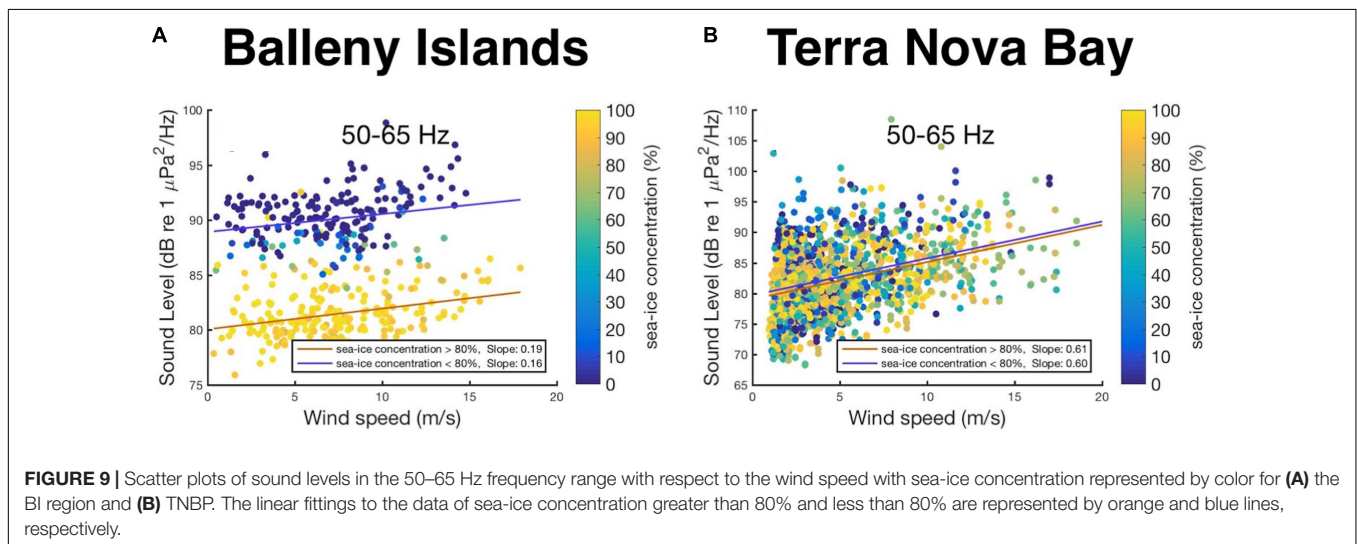 A Balleny Islands
B Terra Nova Bay
50-65 Hz
Sound Level (dB re 1 μPa²/Hz)
100
95
90
85
80
75
0 5 10 15 20
Wind speed (m/s)
sea-ice concentration > 80%, Slope: 0.19
sea-ice concentration < 80%, Slope: 0.16
100
90
80
70
60
50
40
30
20
10
0
sea-ice concentration (%)
50-65 Hz
Sound Level (dB re 1 μPa²/Hz)
110
105
100
95
90
85
80
75
70
65
0 5 10 15 20
Wind speed (m/s)
sea-ice concentration > 80%, Slope: 0.61
sea-ice concentration < 80%, Slope: 0.60
100
90
80
70
60
50
40
30
20
10
0
sea-ice concentration (%)
FIGURE 9 | Scatter plots of sound levels in the 50–65 Hz frequency range with respect to the wind speed with sea-ice concentration represented by color for (A) the
BI region and (B) TNBP. The linear fittings to the data of sea-ice concentration greater than 80% and less than 80% are represented by orange and blue lines,
respectively.